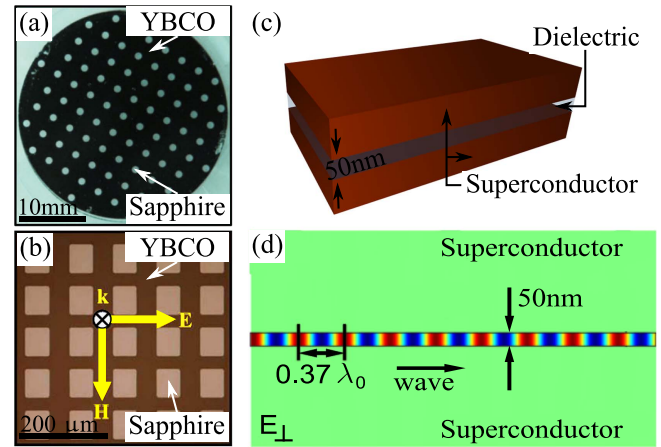 (a)
YBCO
Sapphire
10mm
(b)
YBCO
k
E
H
Sapphire
200 μm
(c)
Dielectric
50nm
Superconductor
(d)
Superconductor
50nm
0.37 λ₀
wave
E⊥
Superconductor